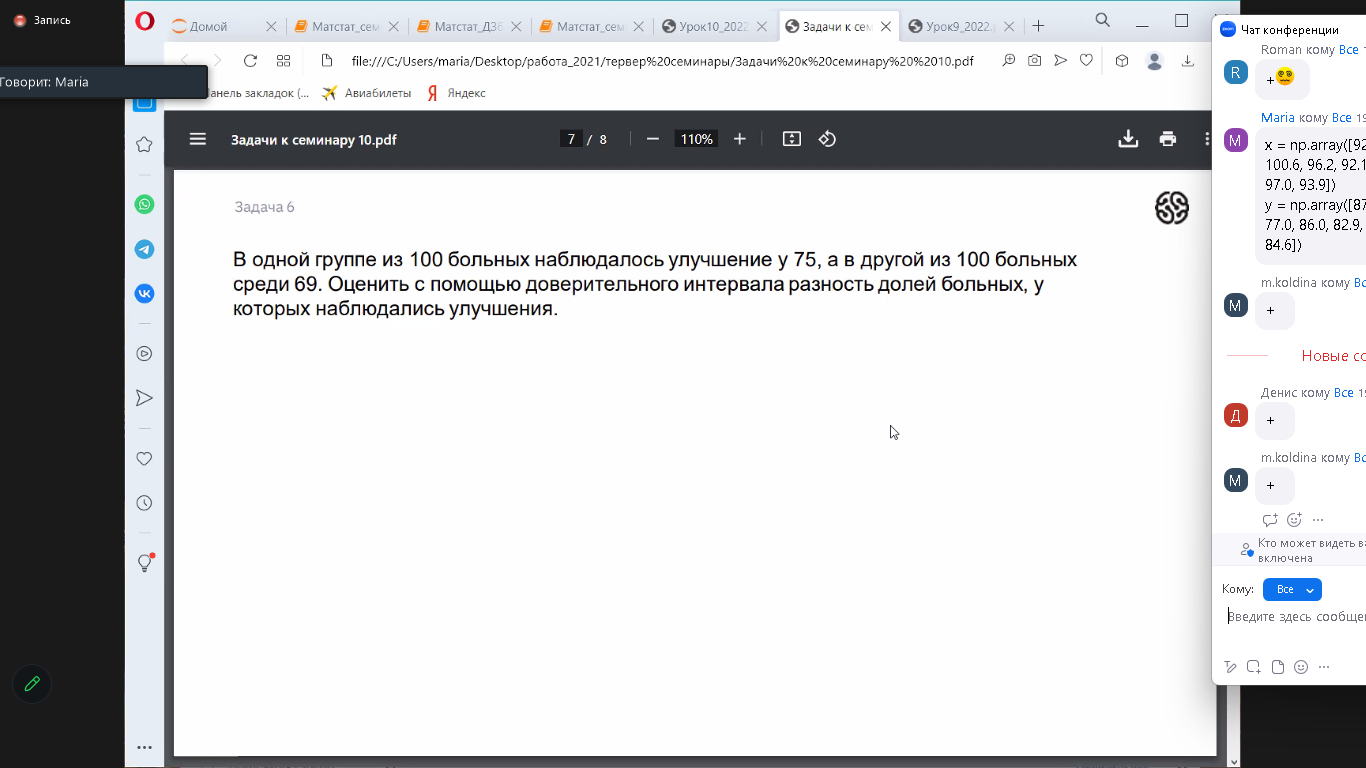 Запись
Говорит: Maria
Домой
Матстат_сем
Матстат_ДЗ6
Матстат_сем
Урок10_2022
Задачи к сем
Урок9_2022.
file:///C:/Users/maria/Desktop/работа_2021/тервер%20семинары/Задачи%20к%20семинару%20%2010.pdf
анель закладок (...
Авиабилеты
Яндекс
Задачи к семинару 10.pdf
7 / 8
110%
Задача 6
В одной группе из 100 больных наблюдалось улучшение у 75, а в другой из 100 больных
среди 69. Оценить с помощью доверительного интервала разность долей больных, у
которых наблюдались улучшения.
Чат конференции
Roman кому Все 1
R
+
Maria кому Все 19
M
x = np.array([92
100.6, 96.2, 92.1
97.0, 93.9])
y = np.array([87
77.0, 86.0, 82.9,
84.6])
m.koldina кому Вс
M
+
Новые со
Денис кому Все 19
Д
+
m.koldina кому Вс
M
+
Кто может видеть ва
включена
Кому: Все
Введите здесь сообщен